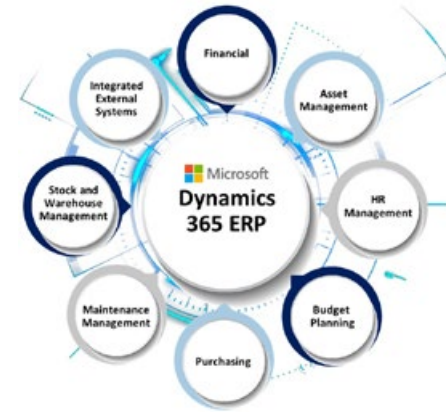 Financial
Integrated
External
Systems
Asset
Management
Stock and
Warehouse
Management
Microsoft
Dynamics
365 ERP
HR
Management
Maintenance
Management
Budget
Planning
Purchasing